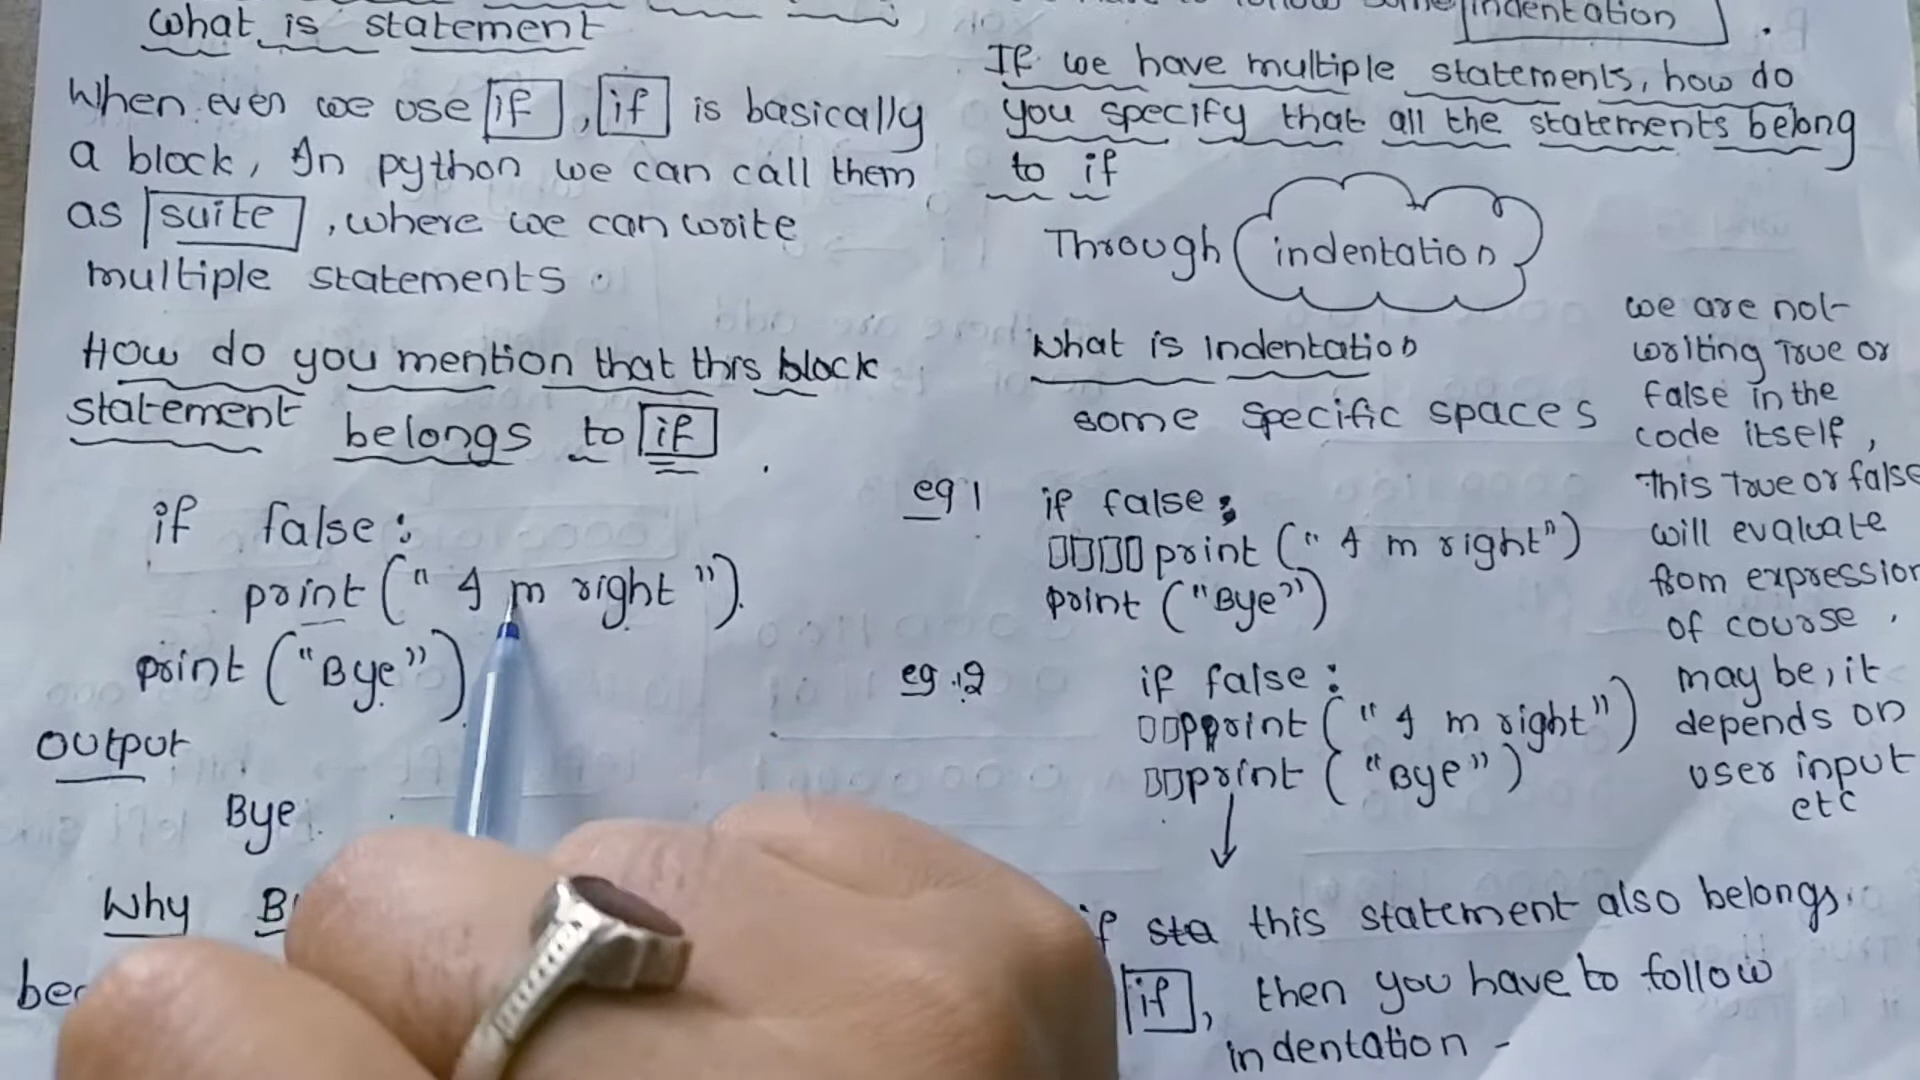 what is statement
When even we use if, if is basically
a block, In python we can call them
as suite, where we can write
multiple statements.
How do you mention that this block
statement belongs to if.
if false:
print (" I m right ").
print ("Bye")
output
Bye
Why
indentation.
If we have multiple statements, how do
you specify that all the statements belong
to if
Through indentation
what is indentation
some specific spaces
eg 1 if false:
□□□□print (" I m right")
print ("Bye")
eg .2 if false:
□□print (" I m right")
□□print ("Bye")
↓
if this statement also belongs.
if, then you have to follow
indentation -
we are not
writing True or
false in the
code itself,
This true or false
will evaluate
from expression
of course.
may be, it
depends on
user input
etc